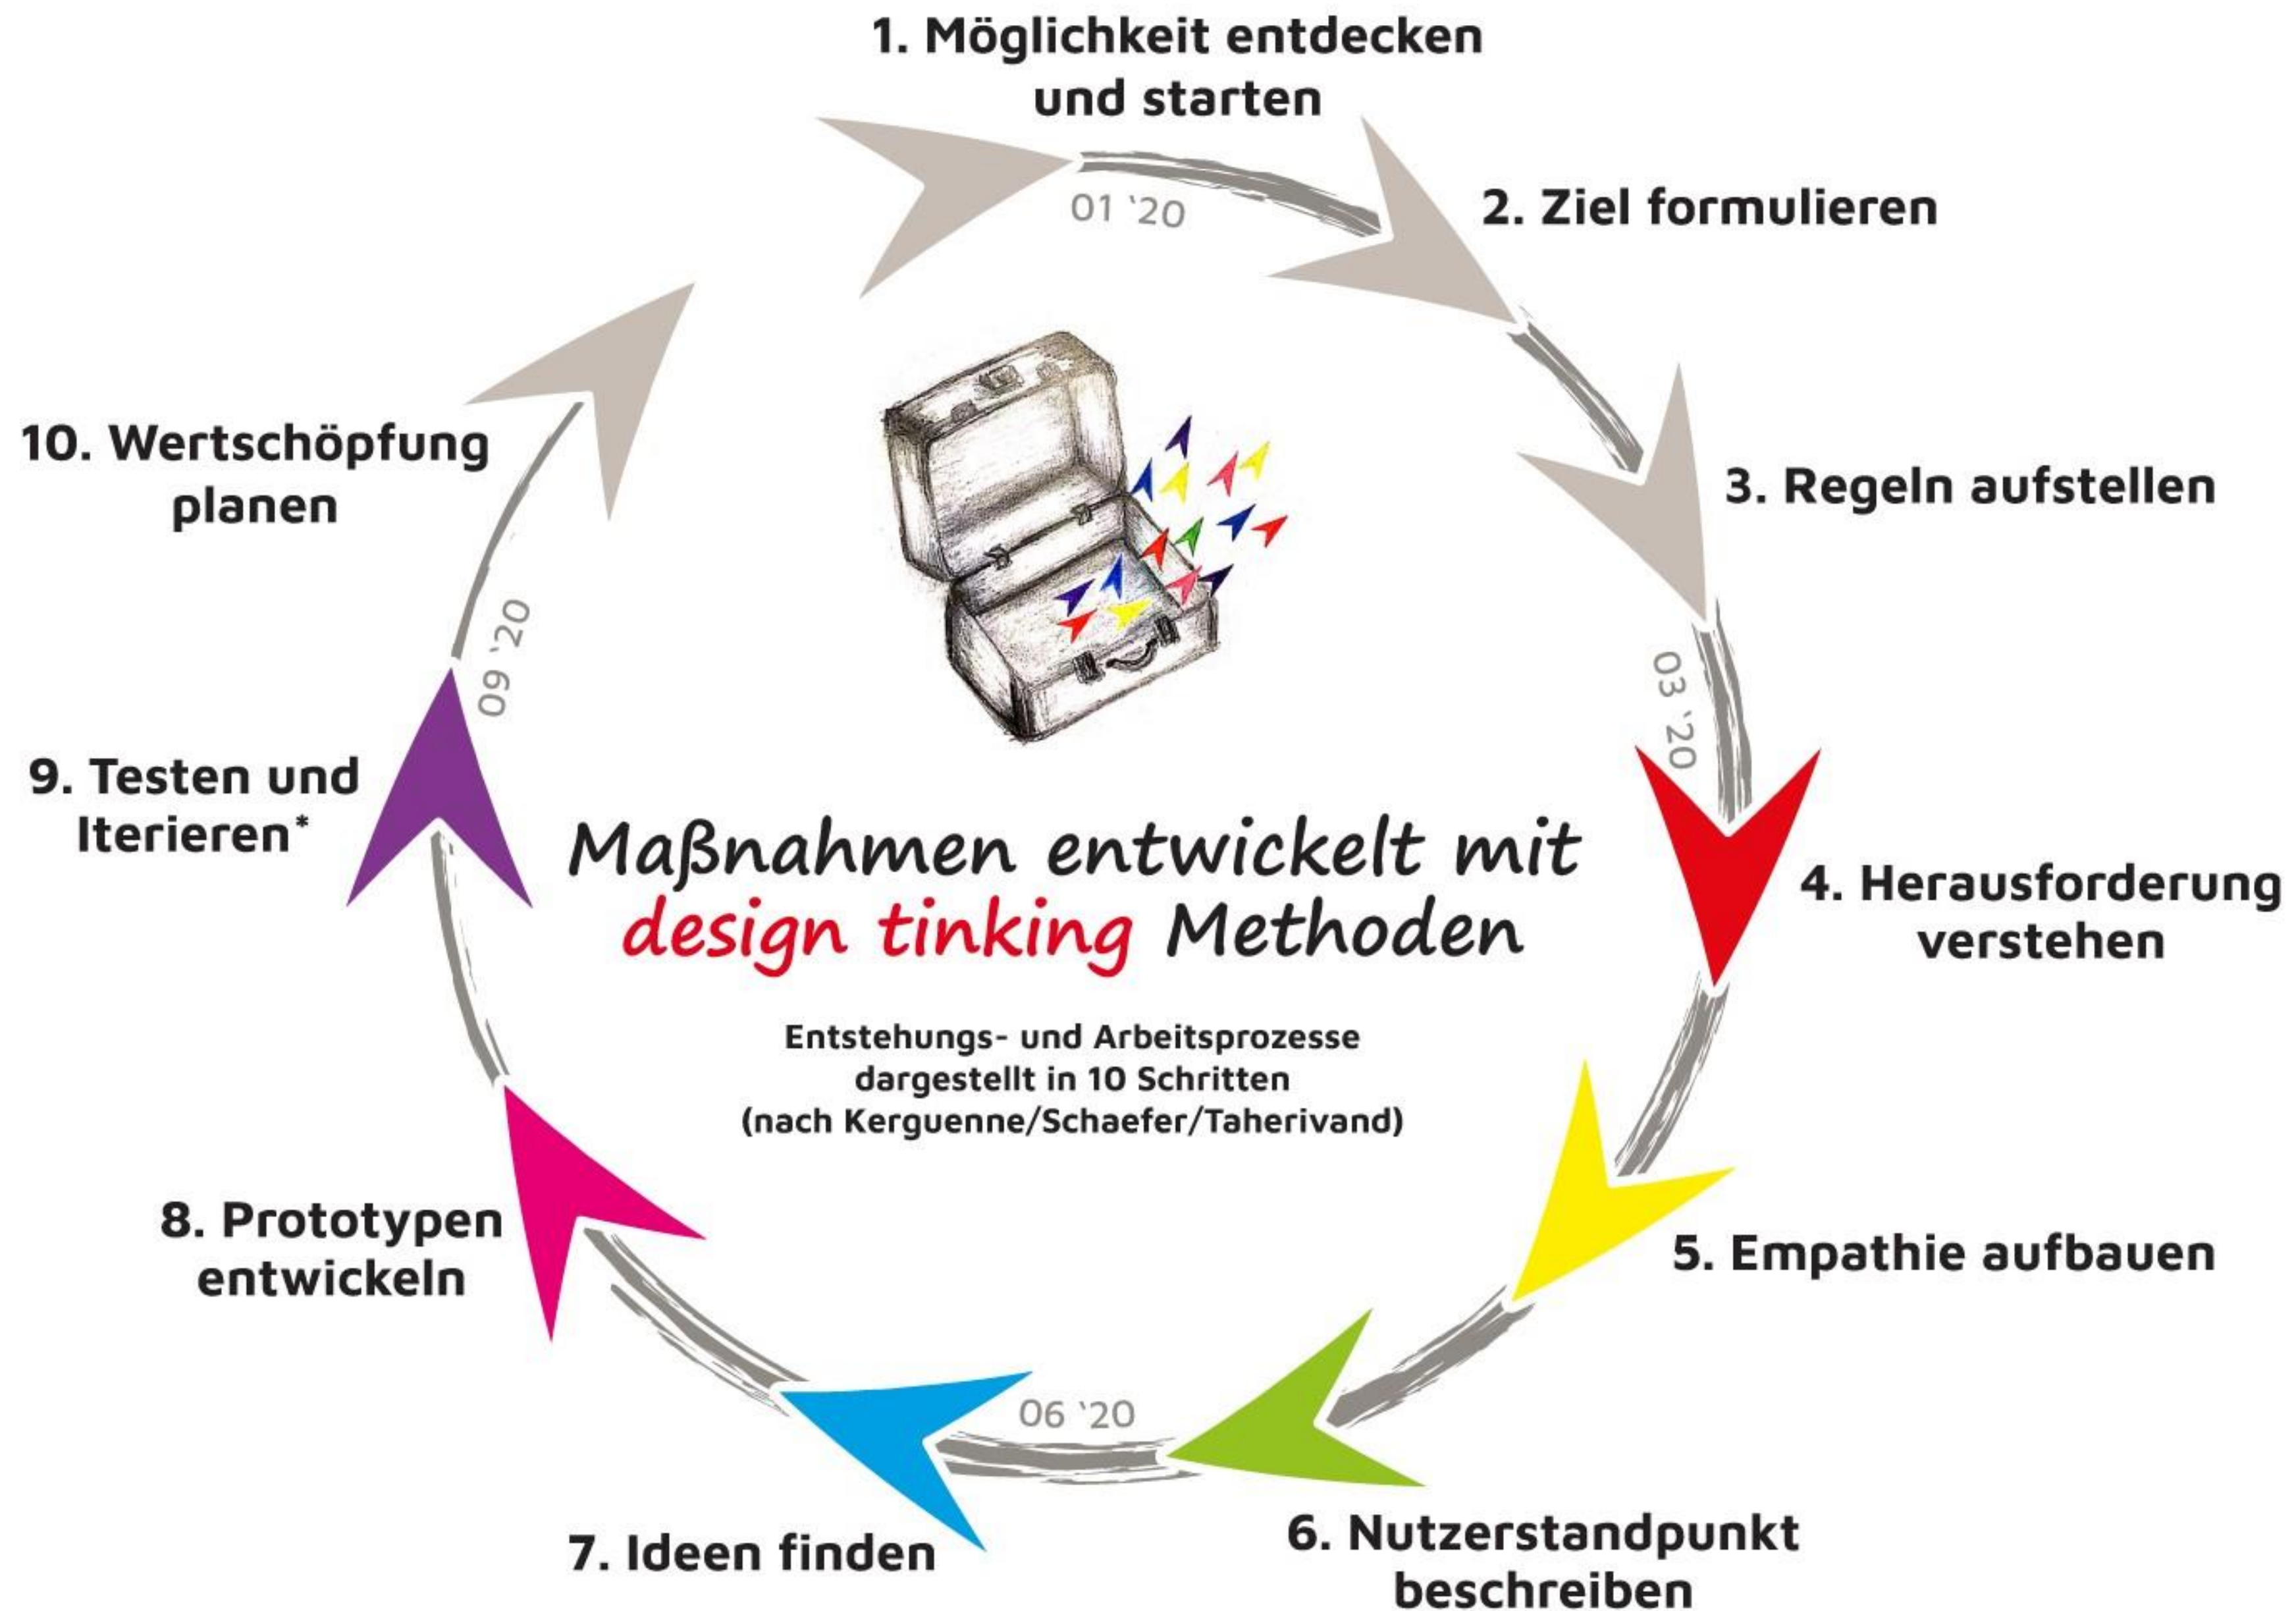 1. Möglichkeit entdecken
und starten
01 '20
2. Ziel formulieren
3. Regeln aufstellen
03 '20
4. Herausforderung
verstehen
5. Empathie aufbauen
6. Nutzerstandpunkt
beschreiben
06 '20
7. Ideen finden
8. Prototypen
entwickeln
9. Testen und
Iterieren*
09 '20
10. Wertschöpfung
planen
Maßnahmen entwickelt mit
design tinking Methoden
Entstehungs- und Arbeitsprozesse
dargestellt in 10 Schritten
(nach Kerguenne/Schaefer/Taherivand)